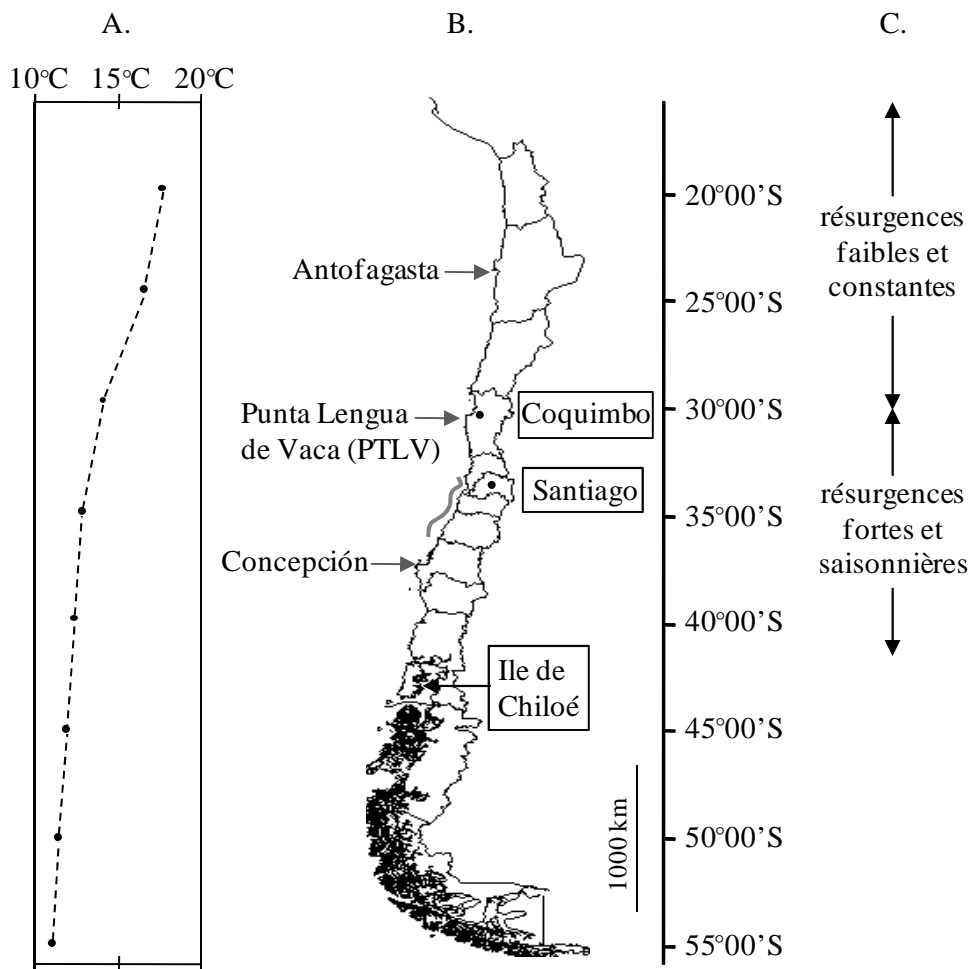 A.
B.
C.
10°C 15°C 20°C
20°00'S
25°00'S
30°00'S
35°00'S
40°00'S
45°00'S
50°00'S
55°00'S
Antofagasta
Punta Lengua
de Vaca (PTLV)
Coquimbo
Santiago
Concepción
Ile de
Chiloé
1000 km
résurgences
faibles et
constantes
résurgences
fortes et
saisonnières